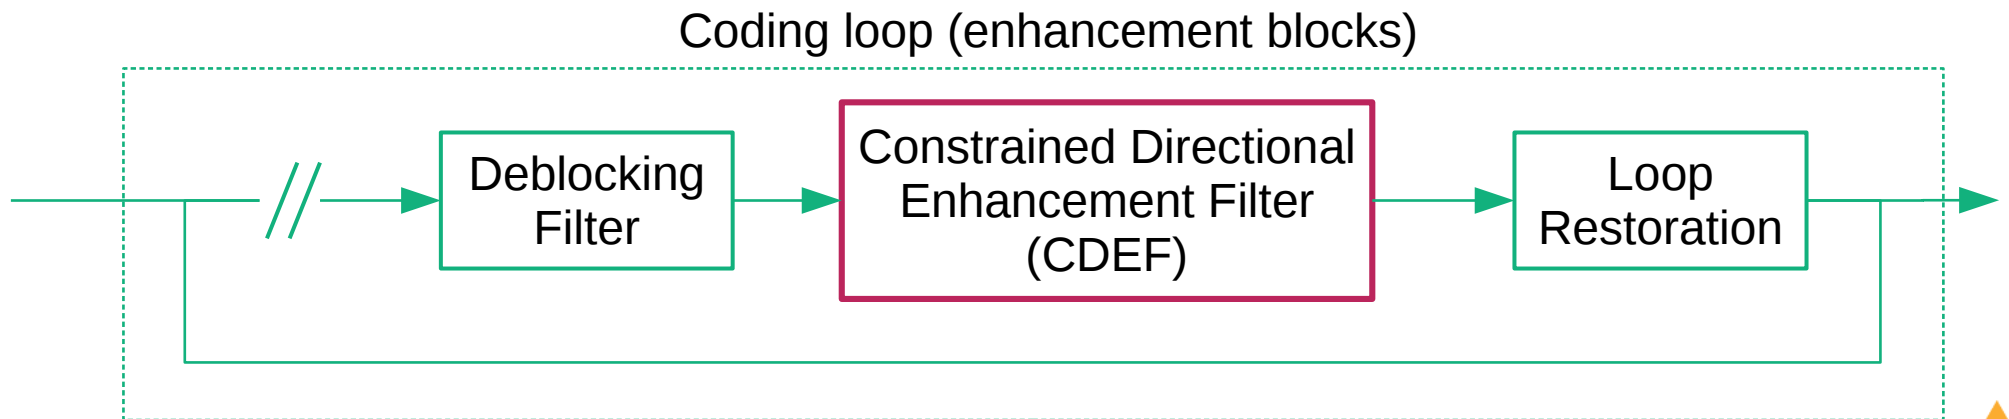 Coding loop (enhancement blocks)
Deblocking
Filter
Constrained Directional
Enhancement Filter
(CDEF)
Loop
Restoration